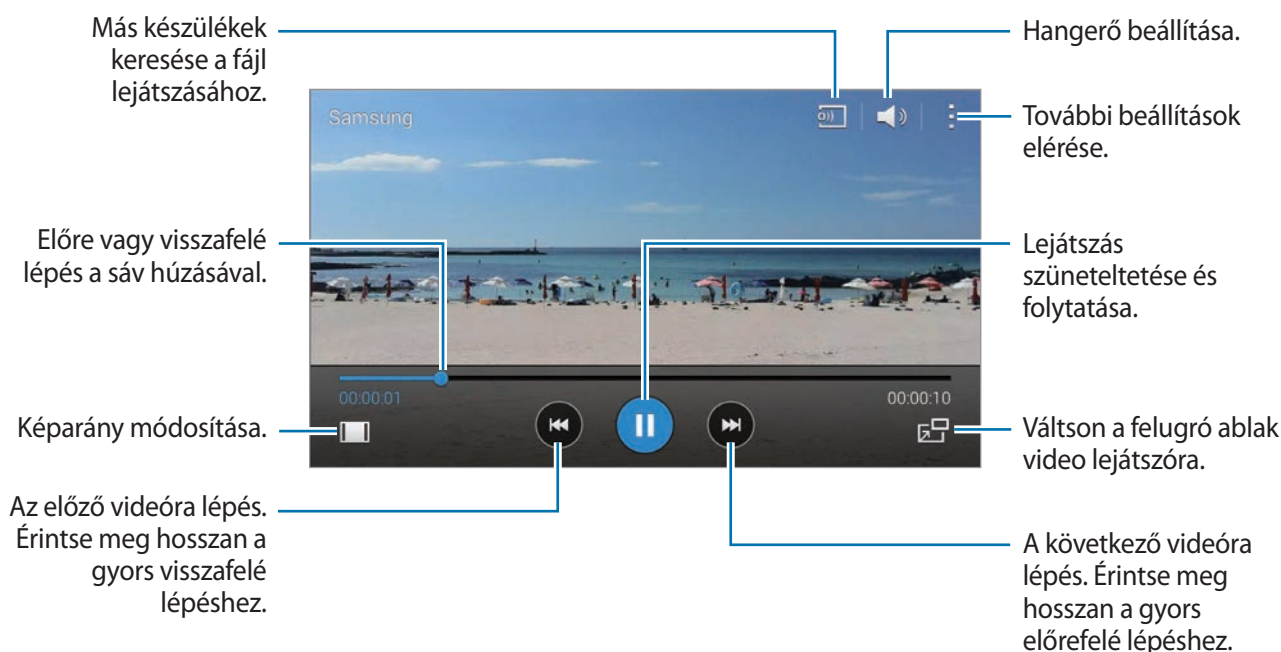 Más készülékek
keresése a fájl
lejátszásához.
Hangerő beállítása.
További beállítások
elérése.
Samsung
Előre vagy visszafelé
lépés a sáv húzásával.
Lejátszás
szüneteltetése és
folytatása.
00:00:01
00:00:10
Képarány módosítása.
Váltson a felugró ablak
video lejátszóra.
Az előző videóra lépés.
Érintse meg hosszan a
gyors visszafelé
lépéshez.
A következő videóra
lépés. Érintse meg
hosszan a gyors
előrefelé lépéshez.